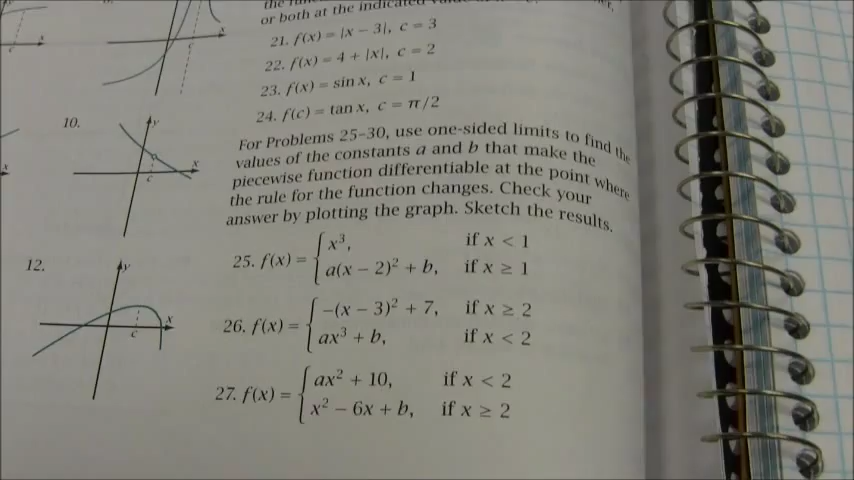 or both at the indicated value
21. f(x) = |x − 3|, c = 3
22. f(x) = 4 + |x|, c = 2
23. f(x) = sin x, c = 1
24. f(c) = tan x, c = π/2
For Problems 25–30, use one-sided limits to find the
values of the constants a and b that make the
piecewise function differentiable at the point where
the rule for the function changes. Check your
answer by plotting the graph. Sketch the results.
25. f(x) = { x³, if x < 1
a(x − 2)² + b, if x ≥ 1
26. f(x) = { −(x − 3)² + 7, if x ≥ 2
ax³ + b, if x < 2
27. f(x) = { ax² + 10, if x < 2
x² − 6x + b, if x ≥ 2
x
c
x
c
10.
y
x
c
x
12.
y
x
c